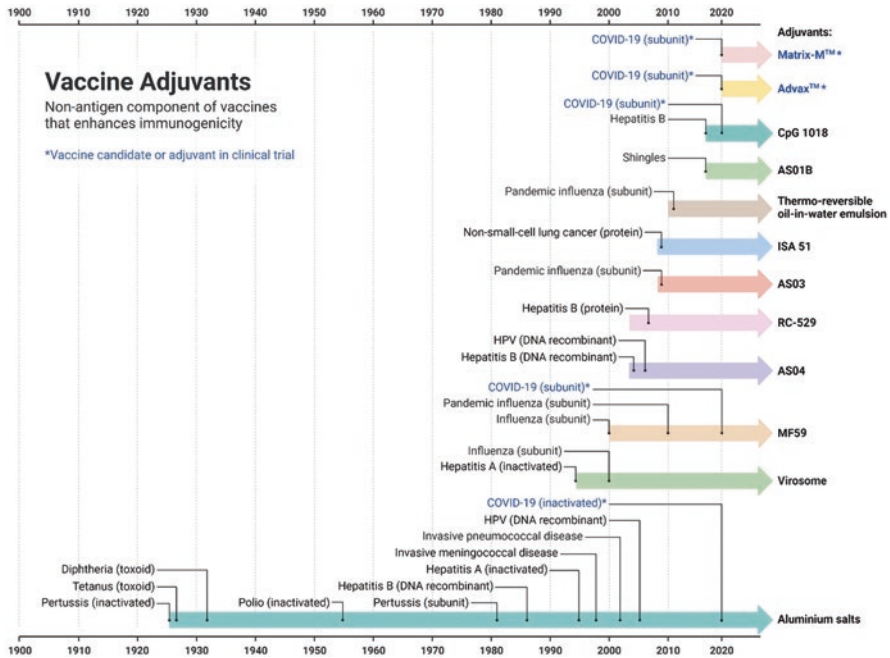 1900 1910 1920 1930 1940 1950 1960 1970 1980 1990 2000 2010 2020
Vaccine Adjuvants
Non-antigen component of vaccines
that enhances immunogenicity
*Vaccine candidate or adjuvant in clinical trial
Adjuvants:
COVID-19 (subunit)*
Matrix-M™*
COVID-19 (subunit)*
Advax™*
COVID-19 (subunit)*
Hepatitis B
CpG 1018
Shingles
AS01B
Pandemic influenza (subunit)
Thermo-reversible
oil-in-water emulsion
Non-small-cell lung cancer (protein)
ISA 51
Pandemic influenza (subunit)
AS03
Hepatitis B (protein)
RC-529
HPV (DNA recombinant)
Hepatitis B (DNA recombinant)
AS04
COVID-19 (subunit)*
Pandemic influenza (subunit)
Influenza (subunit)
MF59
Influenza (subunit)
Hepatitis A (inactivated)
Virosome
COVID-19 (inactivated)*
HPV (DNA recombinant)
Invasive pneumococcal disease
Invasive meningococcal disease
Diphtheria (toxoid)
Hepatitis A (inactivated)
Tetanus (toxoid)
Hepatitis B (DNA recombinant)
Pertussis (inactivated)
Polio (inactivated)
Pertussis (subunit)
Aluminium salts
1900 1910 1920 1930 1940 1950 1960 1970 1980 1990 2000 2010 2020